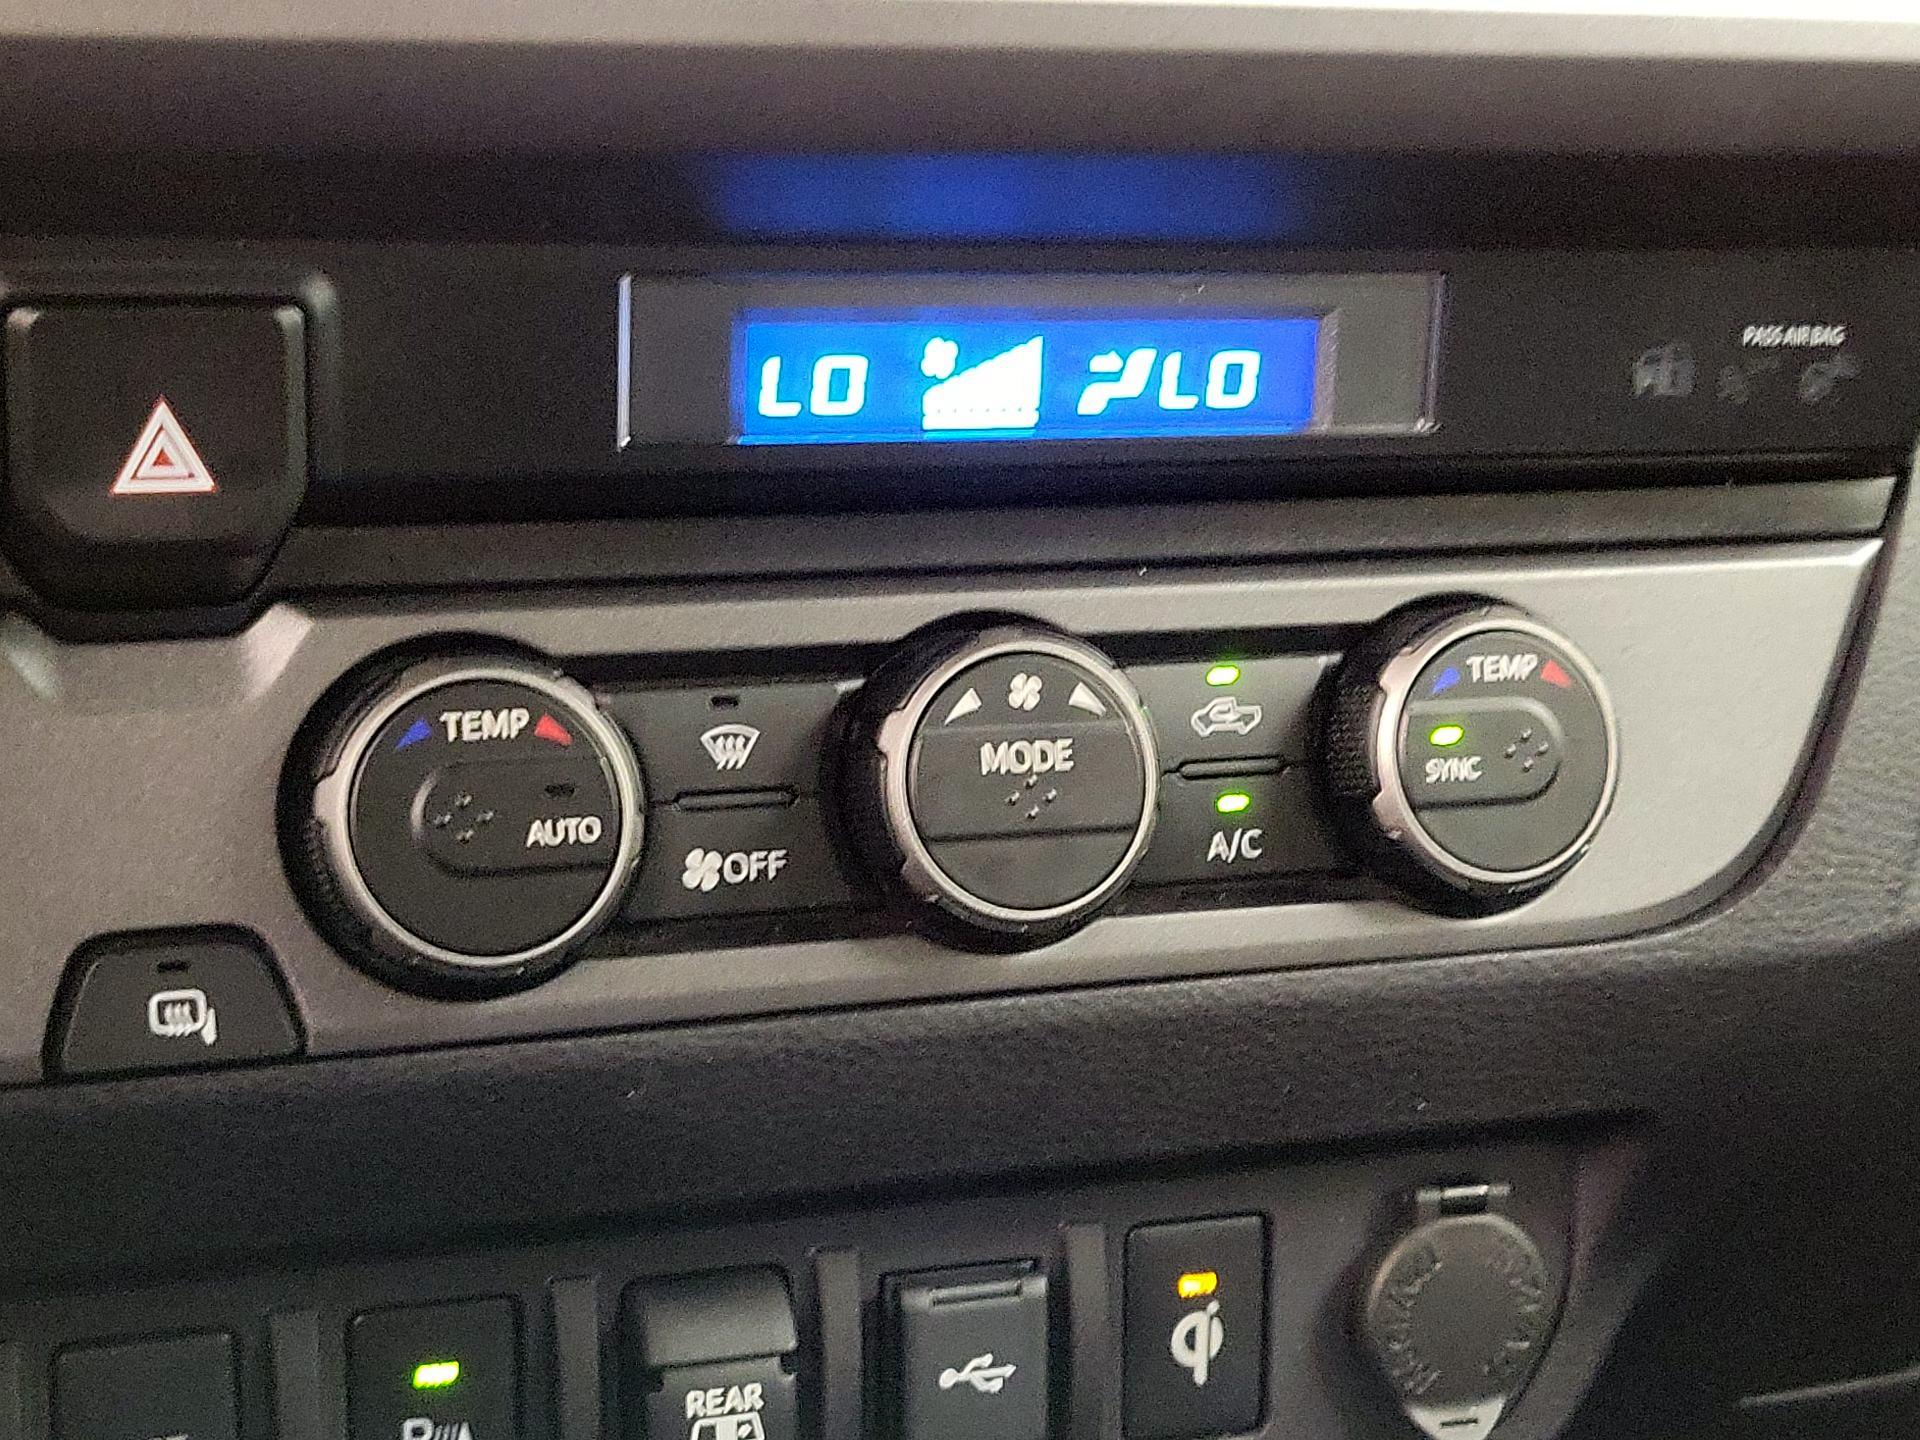 PASS AIR BAG
LO LO
TEMP
AUTO
OFF
MODE
A/C
TEMP
SYNC
REAR